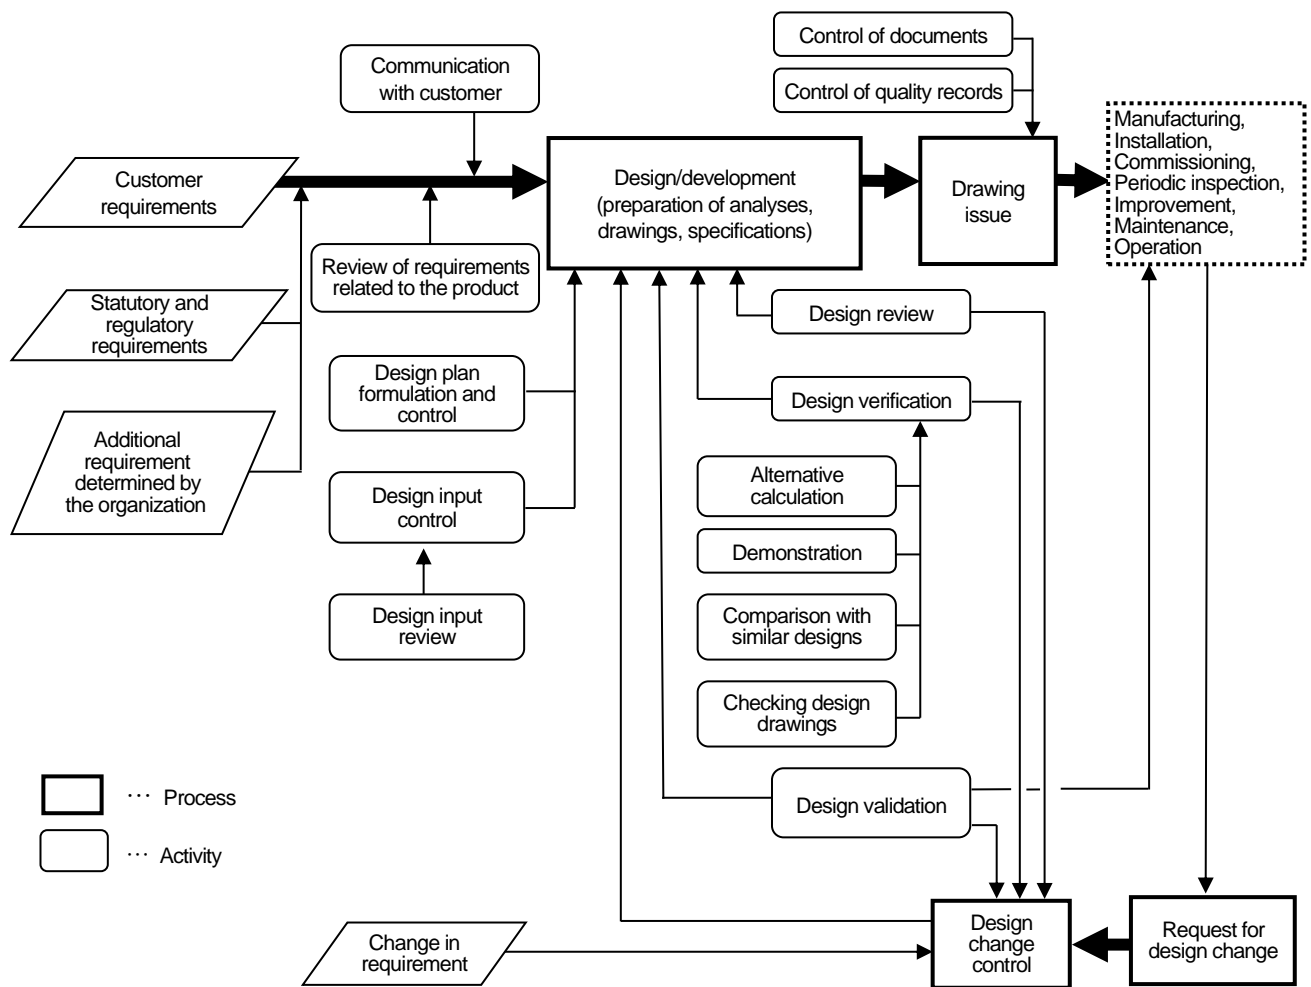 Control of documents
Communication
with customer
Control of quality records
Customer
requirements
Design/development
(preparation of analyses,
drawings, specifications)
Drawing
issue
Manufacturing,
Installation,
Commissioning,
Periodic inspection,
Improvement,
Maintenance,
Operation
Review of requirements
related to the product
Statutory and
regulatory
requirements
Design review
Design plan
formulation and
control
Design verification
Additional
requirement
determined by
the organization
Alternative
calculation
Design input
control
Demonstration
Design input
review
Comparison with
similar designs
Checking design
drawings
Design validation
… Process
… Activity
Change in
requirement
Design
change
control
Request for
design change